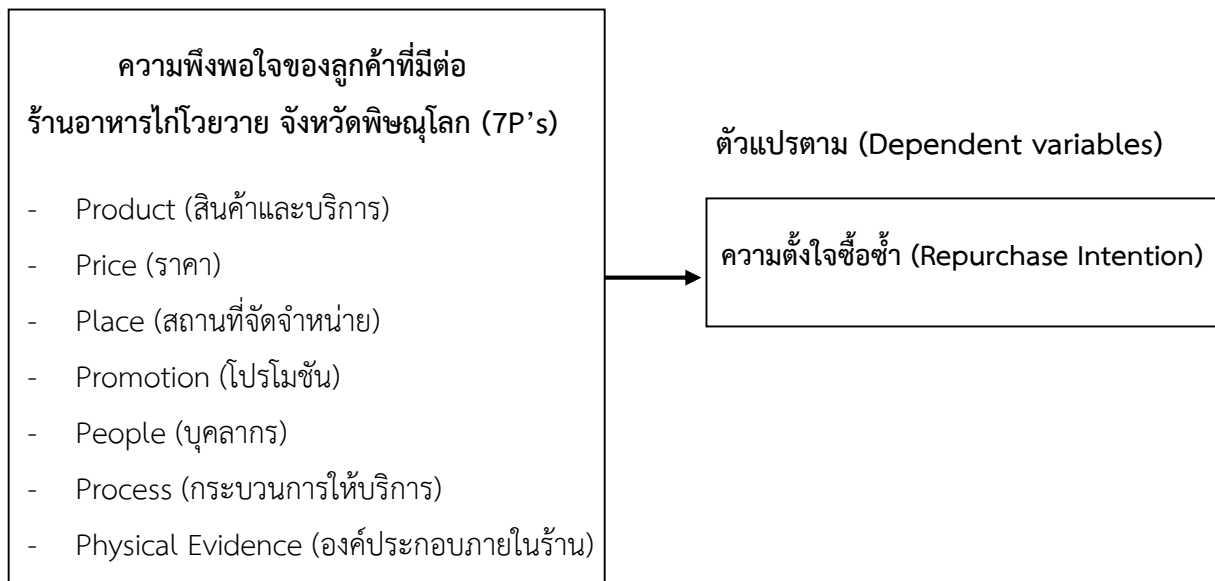 ความพึงพอใจของลูกค้าที่มีต่อ
ร้านอาหารไก่โวยวาย จังหวัดพิษณุโลก (7P’s)
- Product (สินค้าและบริการ)
- Price (ราคา)
- Place (สถานที่จัดจำหน่าย)
- Promotion (โปรโมชัน)
- People (บุคลากร)
- Process (กระบวนการให้บริการ)
- Physical Evidence (องค์ประกอบภายในร้าน)
ตัวแปรตาม (Dependent variables)
ความตั้งใจซื้อซ้ำ (Repurchase Intention)